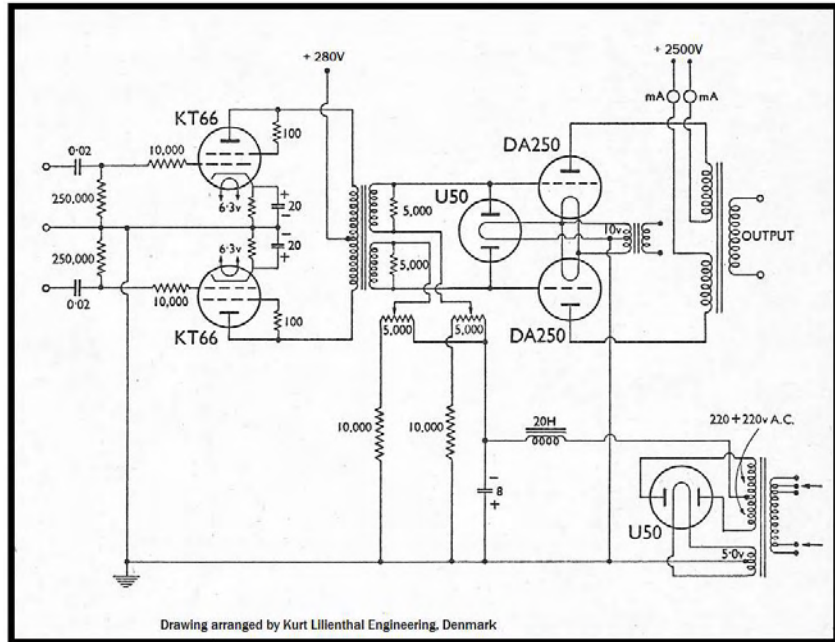 + 280V
+ 2500V
KT66
mA
mA
DA250
100
0·02
10,000
U50
+
20
-
6·3v
250,000
5,000
10v
OUTPUT
6·3v
-
20
+
250,000
5,000
0·02
10,000
100
5,000
5,000
KT66
DA250
10,000
10,000
20H
220 + 220v A.C.
-
8
+
U50
5·0v
Drawing arranged by Kurt Lilienthal Engineering, Denmark